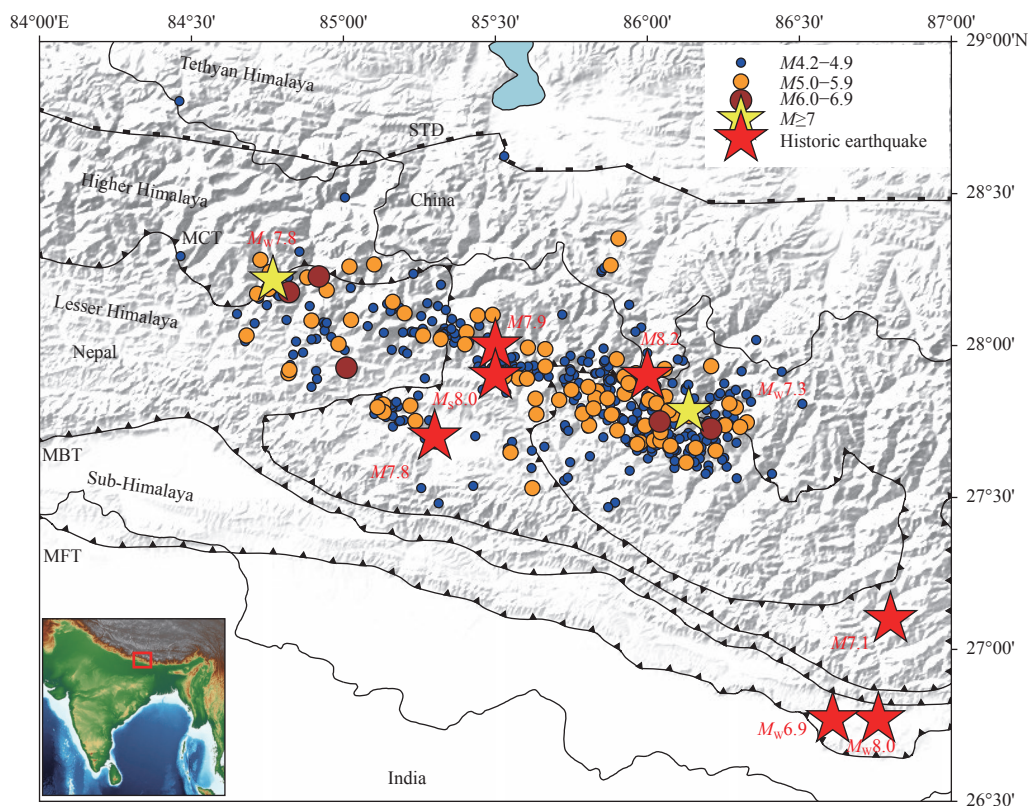 84°00'E
84°30'
85°00'
85°30'
86°00'
86°30'
87°00'
29°00'N
M4.2−4.9
M5.0−5.9
M6.0−6.9
M≥7
Historic earthquake
Tethyan Himalaya
STD
28°30'
Higher Himalaya
China
MCT
MW7.8
Lesser Himalaya
Nepal
M7.9
M8.2
28°00'
MS8.0
MW7.3
MBT
M7.8
Sub-Himalaya
27°30'
MFT
M7.1
27°00'
MW6.9
MW8.0
India
26°30'